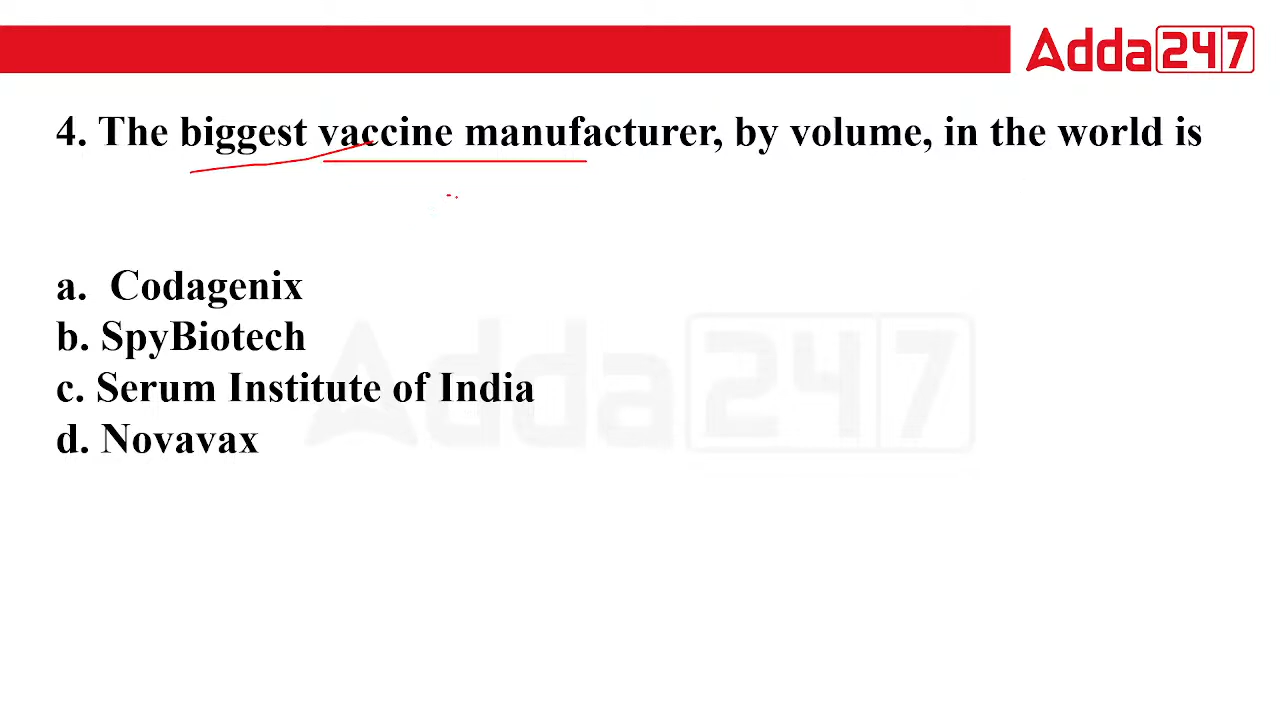 Adda247
4. The biggest vaccine manufacturer, by volume, in the world is
a. Codagenix
b. SpyBiotech
c. Serum Institute of India
d. Novavax
Adda247